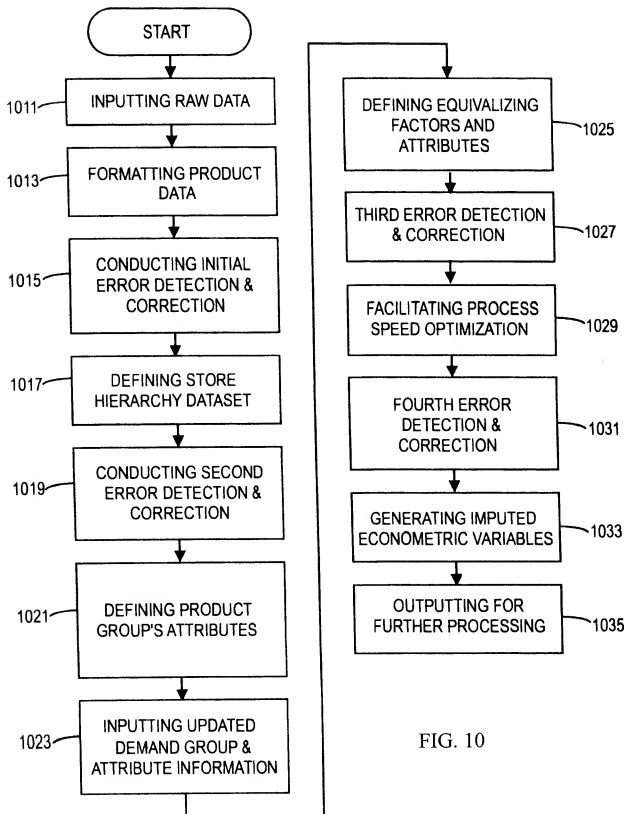 START
1011
INPUTTING RAW DATA
1013
FORMATTING PRODUCT
DATA
1015
CONDUCTING INITIAL
ERROR DETECTION &
CORRECTION
1017
DEFINING STORE
HIERARCHY DATASET
1019
CONDUCTING SECOND
ERROR DETECTION &
CORRECTION
1021
DEFINING PRODUCT
GROUP'S ATTRIBUTES
1023
INPUTTING UPDATED
DEMAND GROUP &
ATTRIBUTE INFORMATION
DEFINING EQUIVALIZING
FACTORS AND
ATTRIBUTES
1025
THIRD ERROR DETECTION
& CORRECTION
1027
FACILITATING PROCESS
SPEED OPTIMIZATION
1029
FOURTH ERROR
DETECTION &
CORRECTION
1031
GENERATING IMPUTED
ECONOMETRIC VARIABLES
1033
OUTPUTTING FOR
FURTHER PROCESSING
1035
FIG. 10